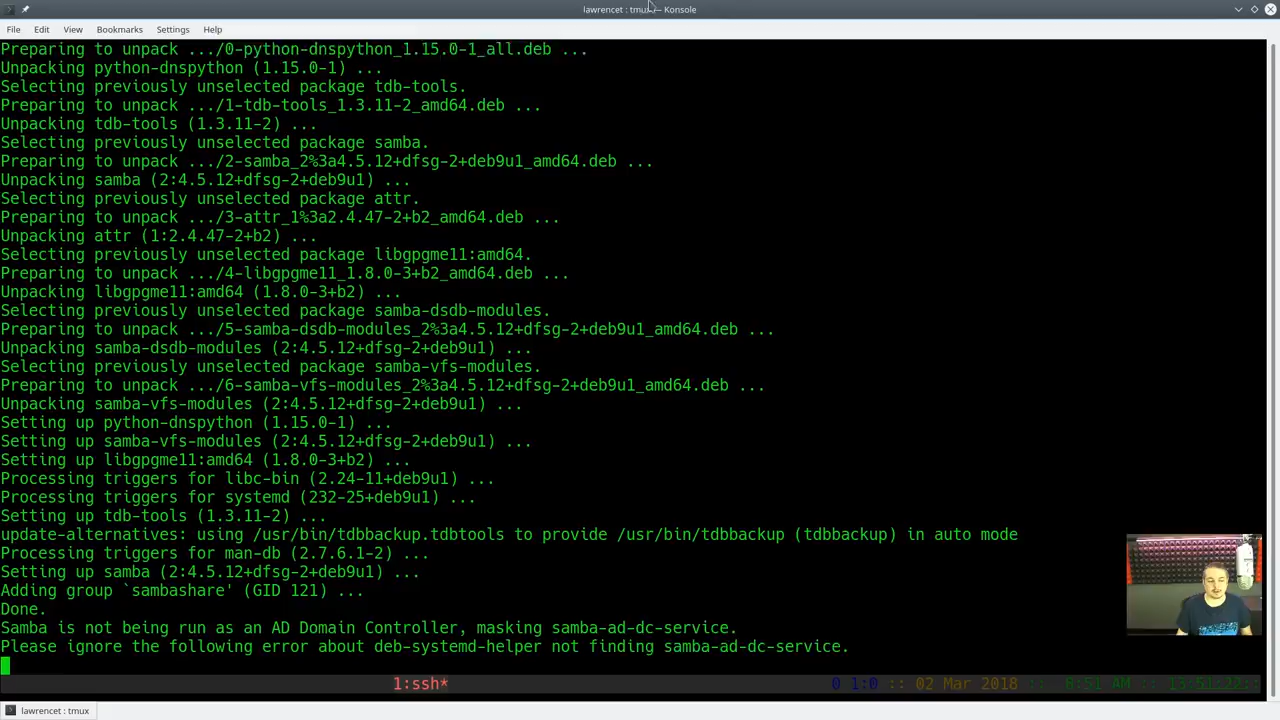 lawrencet : tmux — Konsole
File Edit View Bookmarks Settings Help
Preparing to unpack .../0-python-dnspython_1.15.0-1_all.deb ...
Unpacking python-dnspython (1.15.0-1) ...
Selecting previously unselected package tdb-tools.
Preparing to unpack .../1-tdb-tools_1.3.11-2_amd64.deb ...
Unpacking tdb-tools (1.3.11-2) ...
Selecting previously unselected package samba.
Preparing to unpack .../2-samba_2%3a4.5.12+dfsg-2+deb9u1_amd64.deb ...
Unpacking samba (2:4.5.12+dfsg-2+deb9u1) ...
Selecting previously unselected package attr.
Preparing to unpack .../3-attr_1%3a2.4.47-2+b2_amd64.deb ...
Unpacking attr (1:2.4.47-2+b2) ...
Selecting previously unselected package libgpgme11:amd64.
Preparing to unpack .../4-libgpgme11_1.8.0-3+b2_amd64.deb ...
Unpacking libgpgme11:amd64 (1.8.0-3+b2) ...
Selecting previously unselected package samba-dsdb-modules.
Preparing to unpack .../5-samba-dsdb-modules_2%3a4.5.12+dfsg-2+deb9u1_amd64.deb ...
Unpacking samba-dsdb-modules (2:4.5.12+dfsg-2+deb9u1) ...
Selecting previously unselected package samba-vfs-modules.
Preparing to unpack .../6-samba-vfs-modules_2%3a4.5.12+dfsg-2+deb9u1_amd64.deb ...
Unpacking samba-vfs-modules (2:4.5.12+dfsg-2+deb9u1) ...
Setting up python-dnspython (1.15.0-1) ...
Setting up samba-vfs-modules (2:4.5.12+dfsg-2+deb9u1) ...
Setting up libgpgme11:amd64 (1.8.0-3+b2) ...
Processing triggers for libc-bin (2.24-11+deb9u1) ...
Processing triggers for systemd (232-25+deb9u1) ...
Setting up tdb-tools (1.3.11-2) ...
update-alternatives: using /usr/bin/tdbbackup.tdbtools to provide /usr/bin/tdbbackup (tdbbackup) in auto mode
Processing triggers for man-db (2.7.6.1-2) ...
Setting up samba (2:4.5.12+dfsg-2+deb9u1) ...
Adding group `sambashare' (GID 121) ...
Done.
Samba is not being run as an AD Domain Controller, masking samba-ad-dc-service.
Please ignore the following error about deb-systemd-helper not finding samba-ad-dc-service.
1:ssh* 0 1:0 :: 02 Mar 2018 :: 8:51 AM :: 13:51:22::
lawrencet : tmux